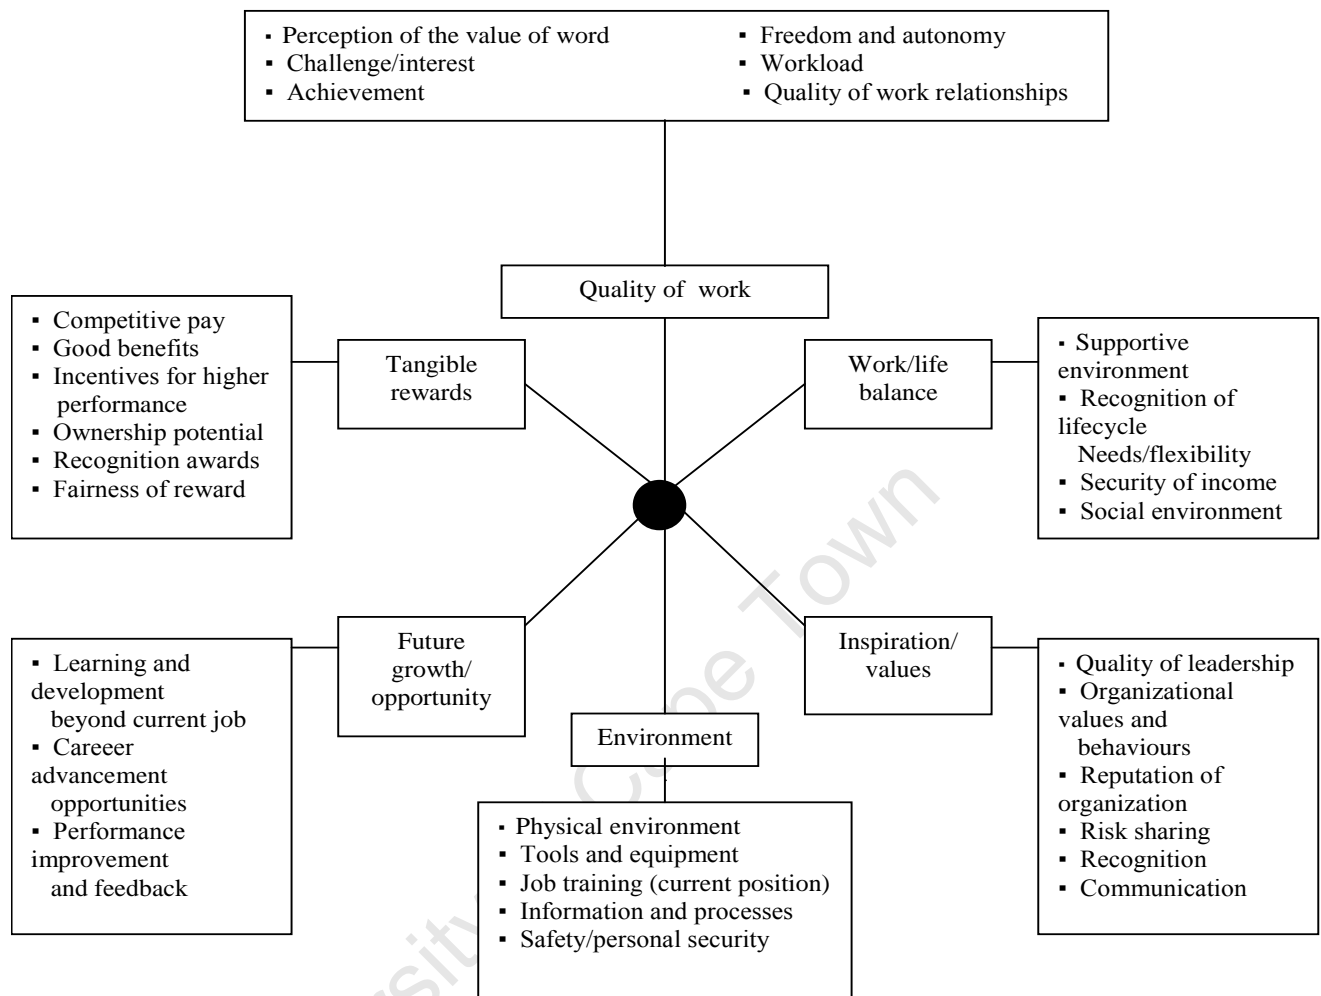 ▪ Perception of the value of word
▪ Challenge/interest
▪ Achievement
▪ Freedom and autonomy
▪ Workload
▪ Quality of work relationships
Quality of work
▪ Competitive pay
▪ Good benefits
▪ Incentives for higher
performance
▪ Ownership potential
▪ Recognition awards
▪ Fairness of reward
Tangible
rewards
Work/life
balance
▪ Supportive
environment
▪ Recognition of
lifecycle
Needs/flexibility
▪ Security of income
▪ Social environment
▪ Learning and
development
beyond current job
▪ Careeer
advancement
opportunities
▪ Performance
improvement
and feedback
Future
growth/
opportunity
Inspiration/
values
▪ Quality of leadership
▪ Organizational
values and
behaviours
▪ Reputation of
organization
▪ Risk sharing
▪ Recognition
▪ Communication
Environment
▪ Physical environment
▪ Tools and equipment
▪ Job training (current position)
▪ Information and processes
▪ Safety/personal security
Town